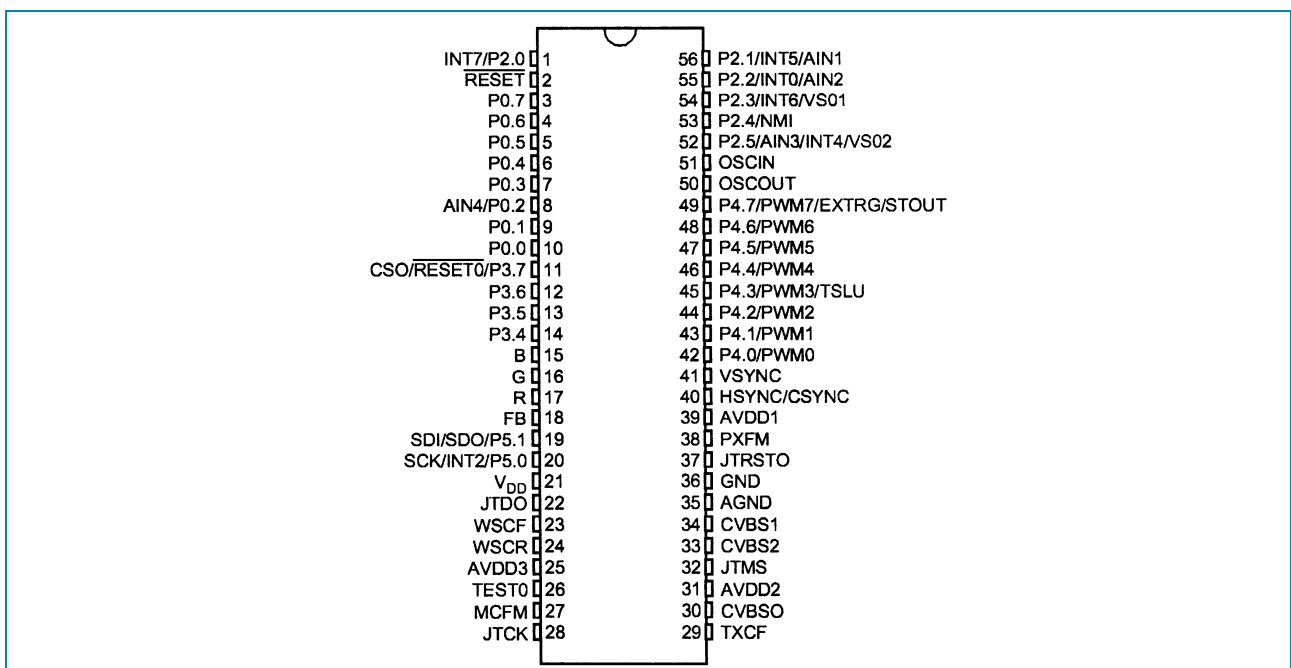 INT7/P2.0 1 56 P2.1/INT5/AIN1
RESET 2 55 P2.2/INT0/AIN2
P0.7 3 54 P2.3/INT6/VS01
P0.6 4 53 P2.4/NMI
P0.5 5 52 P2.5/AIN3/INT4/VS02
P0.4 6 51 OSCIN
P0.3 7 50 OSCOUT
AIN4/P0.2 8 49 P4.7/PWM7/EXTRG/STOUT
P0.1 9 48 P4.6/PWM6
P0.0 10 47 P4.5/PWM5
CSO/RESET0/P3.7 11 46 P4.4/PWM4
P3.6 12 45 P4.3/PWM3/TSLU
P3.5 13 44 P4.2/PWM2
P3.4 14 43 P4.1/PWM1
B 15 42 P4.0/PWM0
G 16 41 VSYNC
R 17 40 HSYNC/CSYNC
FB 18 39 AVDD1
SDI/SDO/P5.1 19 38 PXFM
SCK/INT2/P5.0 20 37 JTRSTO
VDD 21 36 GND
JTDO 22 35 AGND
WSCF 23 34 CVBS1
WSCR 24 33 CVBS2
AVDD3 25 32 JTMS
TEST0 26 31 AVDD2
MCFM 27 30 CVBSO
JTCK 28 29 TXCF